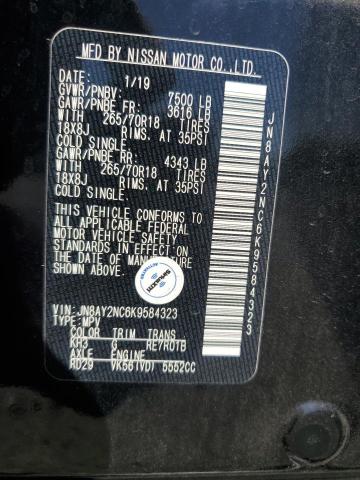 MFD BY NISSAN MOTOR CO.,LTD.
DATE: 1/19
GVWR/PNBV: 7500 LB
GAWR/PNBE FR: 3616 LB
WITH 265/70R18 TIRES
18X8J RIMS, AT 35PSI
COLD SINGLE
GAWR/PNBE RR: 4343 LB
WITH 265/70R18 TIRES
18X8J RIMS, AT 35PSI
COLD SINGLE
THIS VEHICLE CONFORMS TO
ALL APPLICABLE FEDERAL
MOTOR VEHICLE SAFETY
STANDARDS IN EFFECT ON
THE DATE OF MANUFACTURE
VIN:JN8AY2NC6K9584323
TYPE:MPV
COLOR TRIM TRANS
KH3 G RE7R01B
AXLE ENGINE
RD29 VK56(VD) 5552CC
JN8AY2NC6K9584323